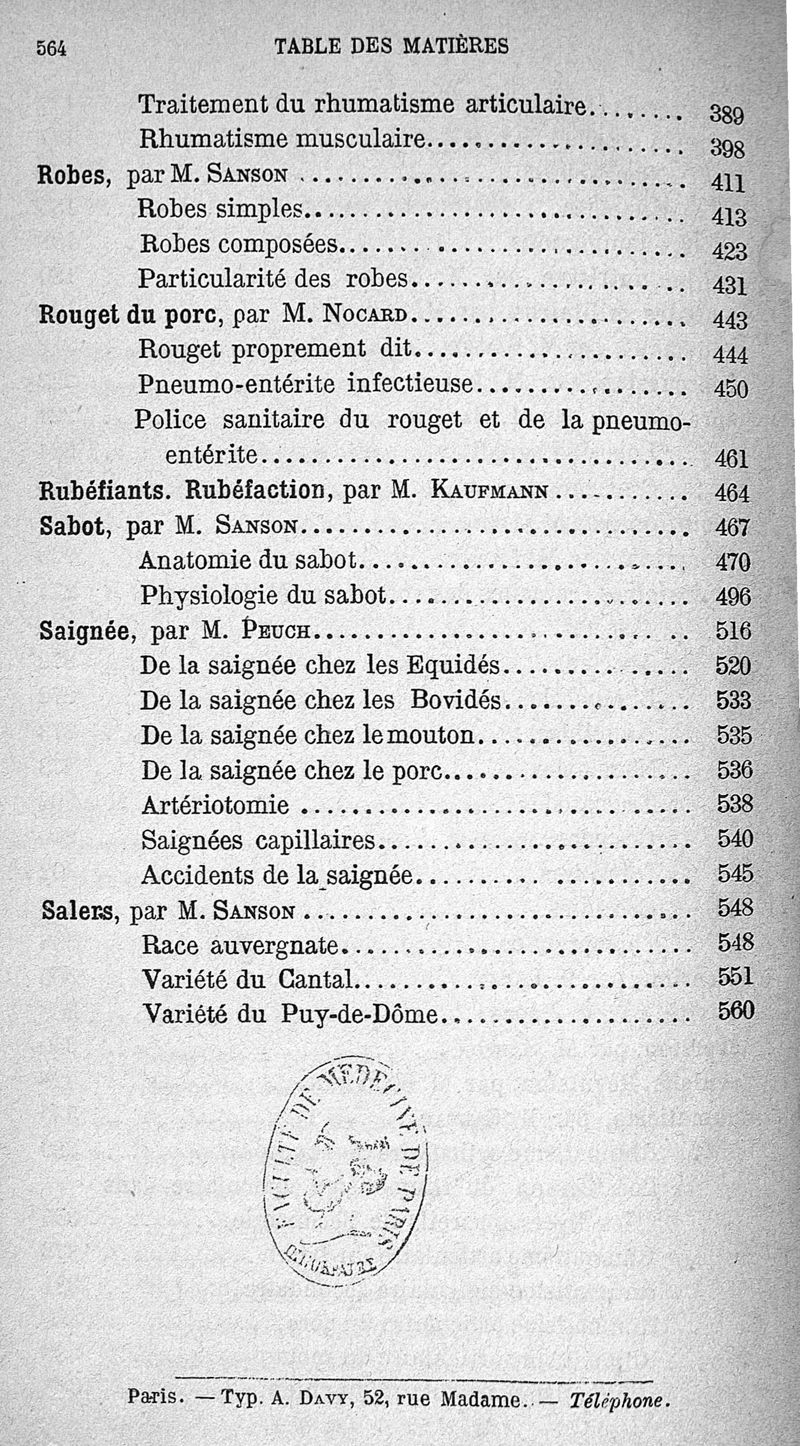 564 TABLE DES MATIÈRES
Traitement du rhumatisme articulaire........ 389
Rhumatisme musculaire.................... 398
Robes, par M. SANSON .............................. 411
Robes simples.............................. 413
Robes composées........................... 423
Particularité des robes..................... 431
Rouget du porc, par M. NOCARD...................... 443
Rouget proprement dit..................... 444
Pneumo-entérite infectieuse................. 450
Police sanitaire du rouget et de la pneumo-
entérite.................................. 461
Rubéfiants. Rubéfaction, par M. KAUFMANN ........... 464
Sabot, par M. SANSON............................... 467
Anatomie du sabot.......................... 470
Physiologie du sabot........................ 496
Saignée, par M. PEUCH.............................. 516
De la saignée chez les Equidés............... 520
De la saignée chez les Bovidés............... 533
De la saignée chez le mouton................. 535
De la saignée chez le porc................... 536
Artériotomie ............................... 538
Saignées capillaires......................... 540
Accidents de la saignée...................... 545
Salers, par M. SANSON .............................. 548
Race auvergnate............................ 548
Variété du Cantal........................... 551
Variété du Puy-de-Dôme.................... 560
FACULTÉ DE MEDECINE DE PARIS
Paris. — Typ. A. DAVY, 52, rue Madame. — Téléphone.